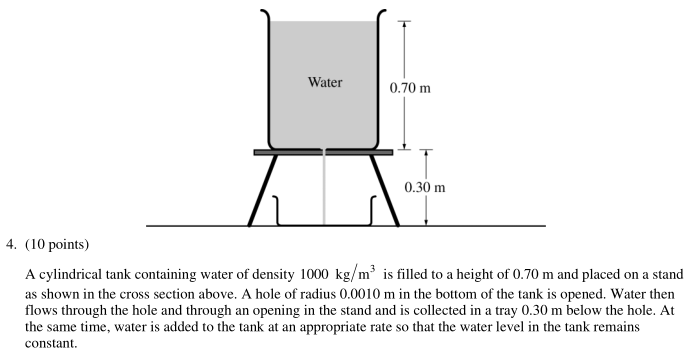 Water
0.70 m
0.30 m
4. (10 points)
A cylindrical tank containing water of density 1000 kg/m³ is filled to a height of 0.70 m and placed on a stand
as shown in the cross section above. A hole of radius 0.0010 m in the bottom of the tank is opened. Water then
flows through the hole and through an opening in the stand and is collected in a tray 0.30 m below the hole. At
the same time, water is added to the tank at an appropriate rate so that the water level in the tank remains
constant.